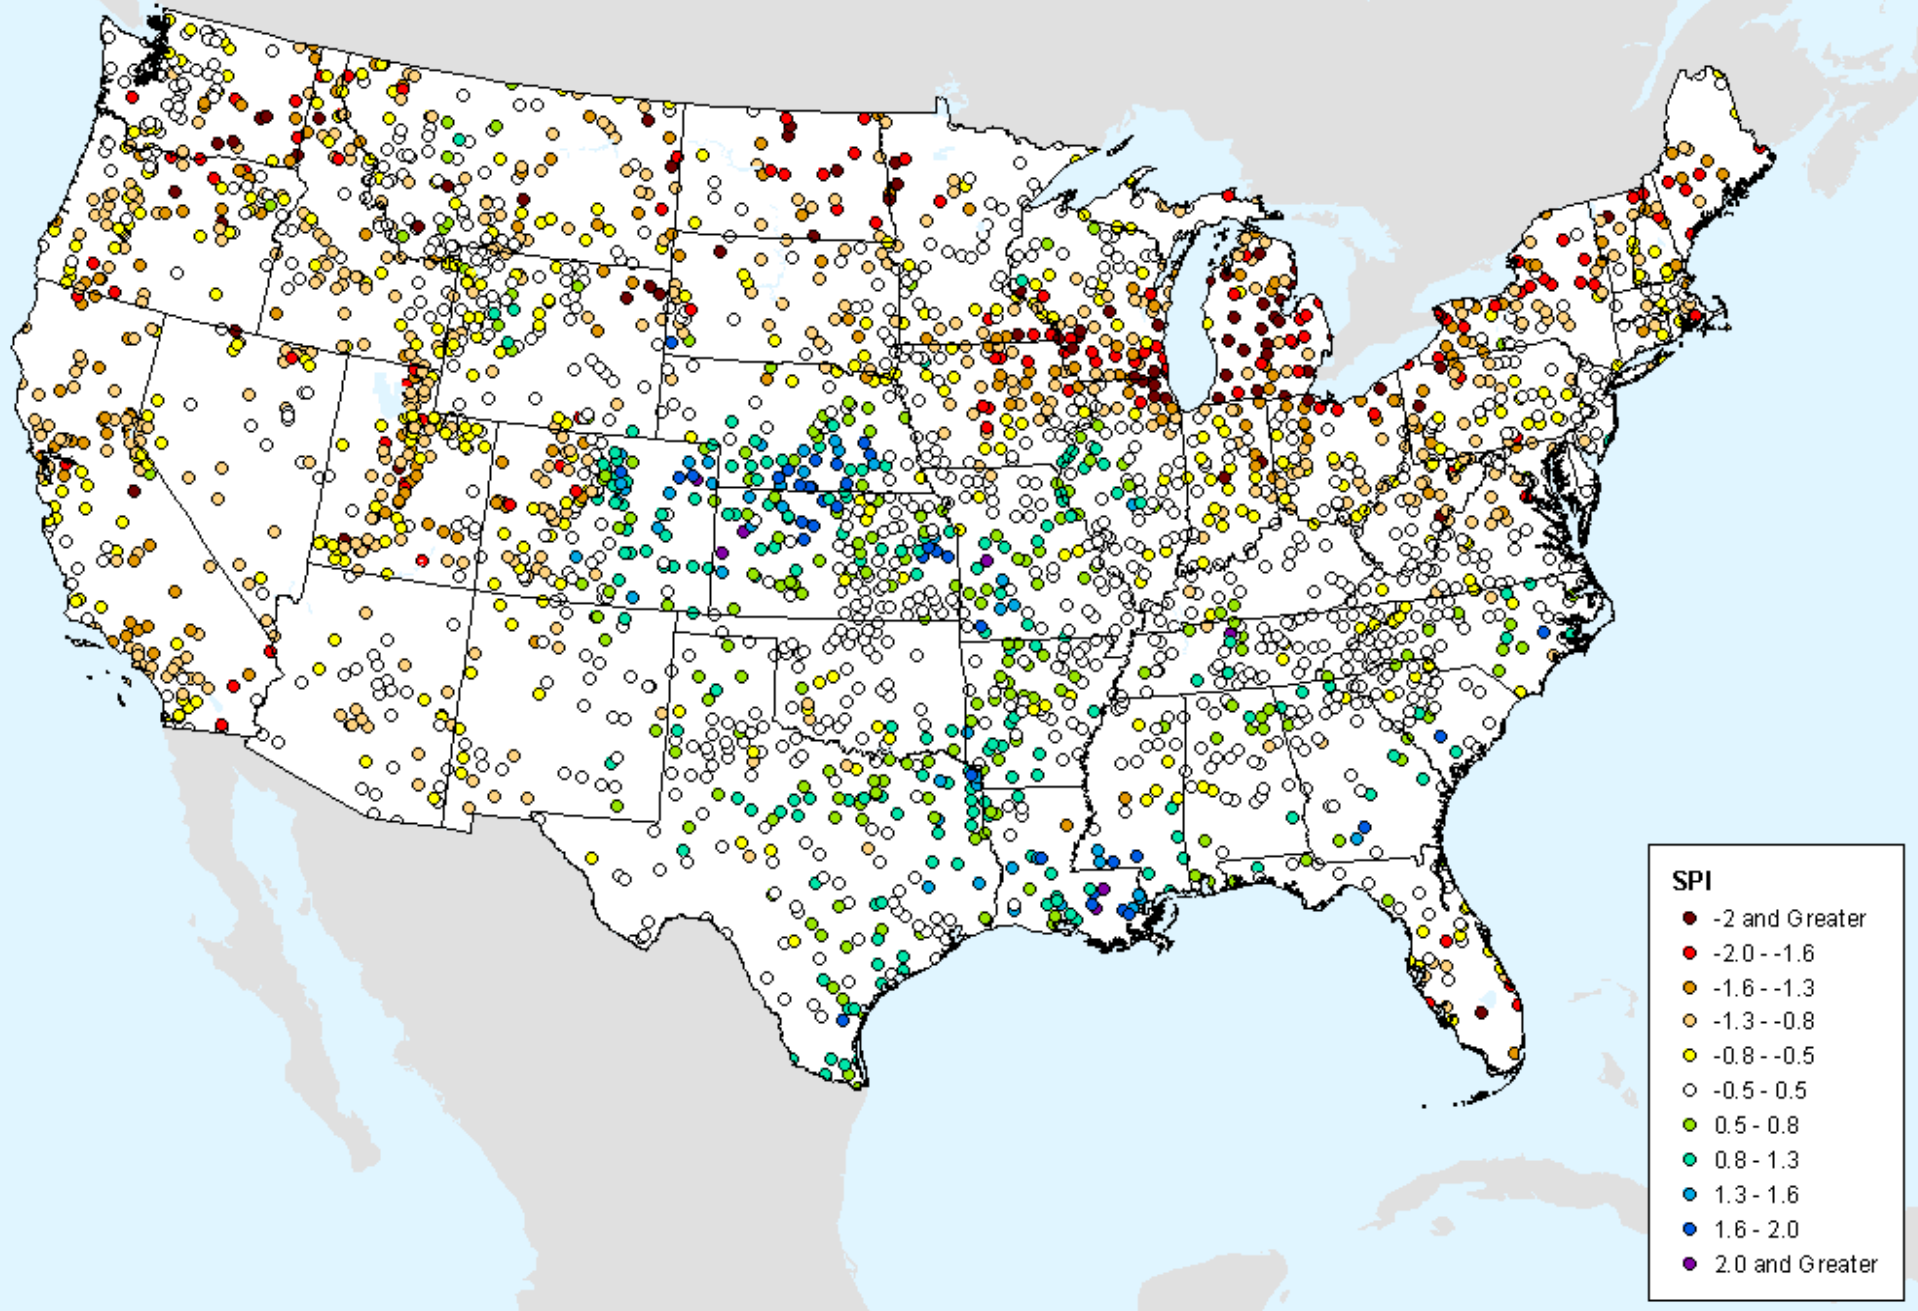 SPI
-2 and Greater
-2.0 - -1.6
-1.6 - -1.3
-1.3 - -0.8
-0.8 - -0.5
-0.5 - 0.5
0.5 - 0.8
0.8 - 1.3
1.3 - 1.6
1.6 - 2.0
2.0 and Greater